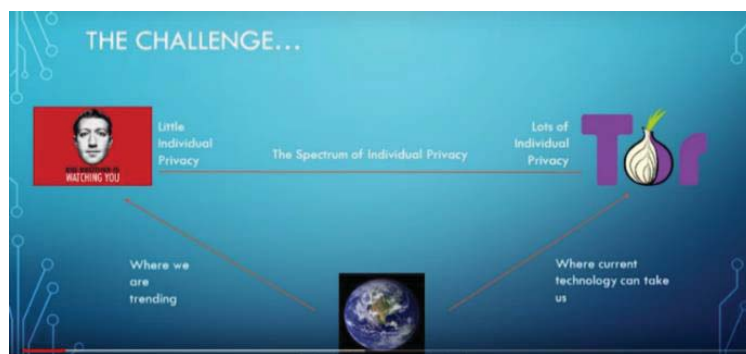 THE CHALLENGE...
Little
Individual
Privacy
The Spectrum of Individual Privacy
Lots of
Individual
Privacy
Tor
WATCHING YOU
Where we
are
trending
Where current
technology can take
us